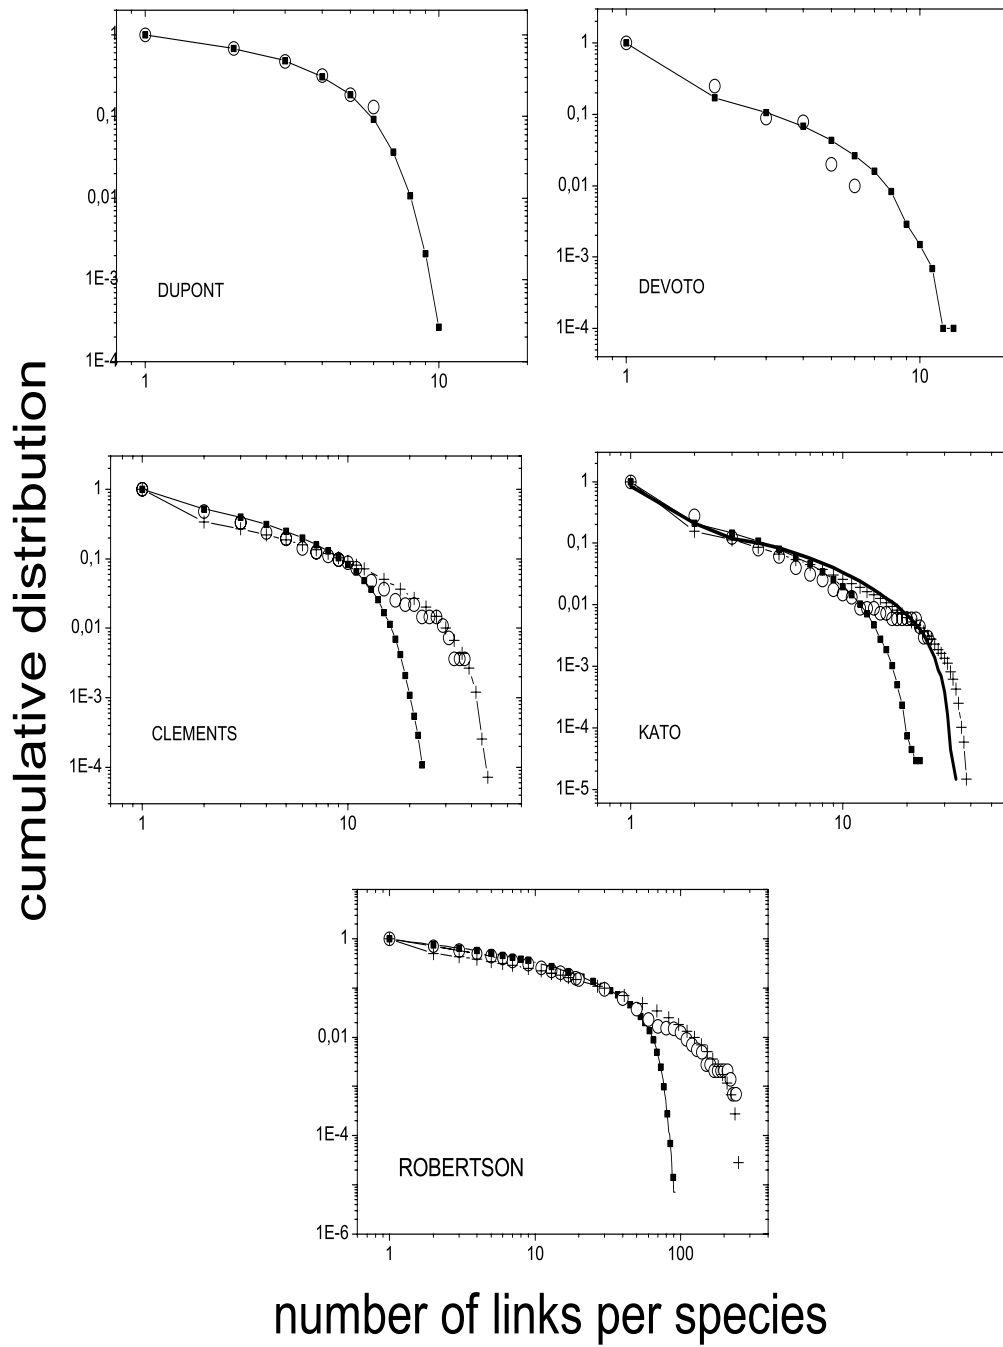 1
0,1
0,01
1E-3
1E-4
DUPONT
1
10
1
0,1
0,01
1E-3
1E-4
DEVOTO
1
10
cumulative distribution
1
0,1
0,01
1E-3
1E-4
CLEMENTS
1
10
1
0,1
0,01
1E-3
1E-4
1E-5
KATO
1
10
1
0,01
1E-4
1E-6
ROBERTSON
1
10
100
number of links per species